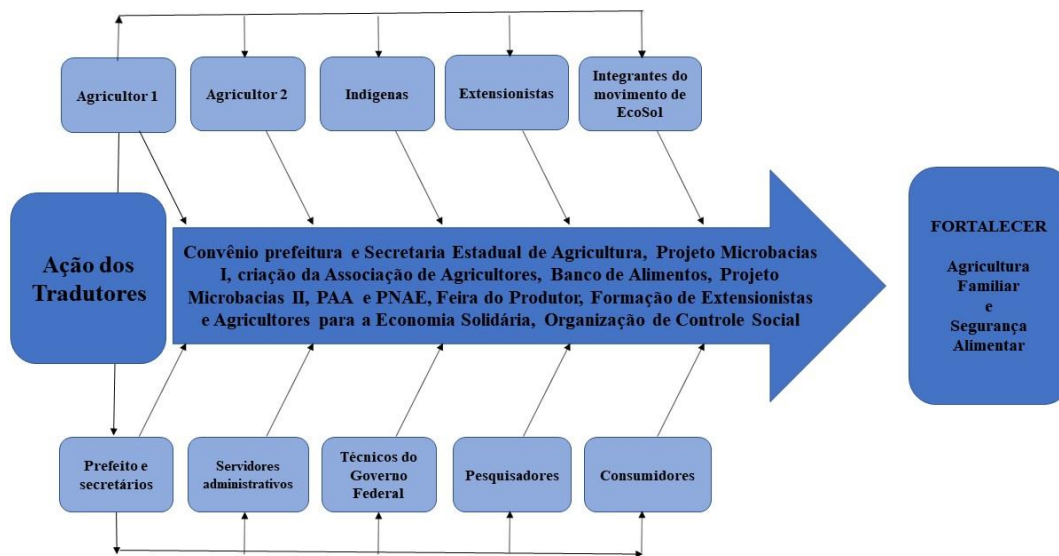 Agricultor 1
Agricultor 2
Indígenas
Extensionistas
Integrantes do
movimento de
EcoSol
Ação dos
Tradutores
Convênio prefeitura e Secretaria Estadual de Agricultura, Projeto Microbacias
I, criação da Associação de Agricultores, Banco de Alimentos, Projeto
Microbacias II, PAA e PNAE, Feira do Produtor, Formação de Extensionistas
e Agricultores para a Economia Solidária, Organização de Controle Social
FORTALECER
Agricultura
Familiar
e
Segurança
Alimentar
Prefeito e
secretários
Servidores
administrativos
Técnicos do
Governo
Federal
Pesquisadores
Consumidores